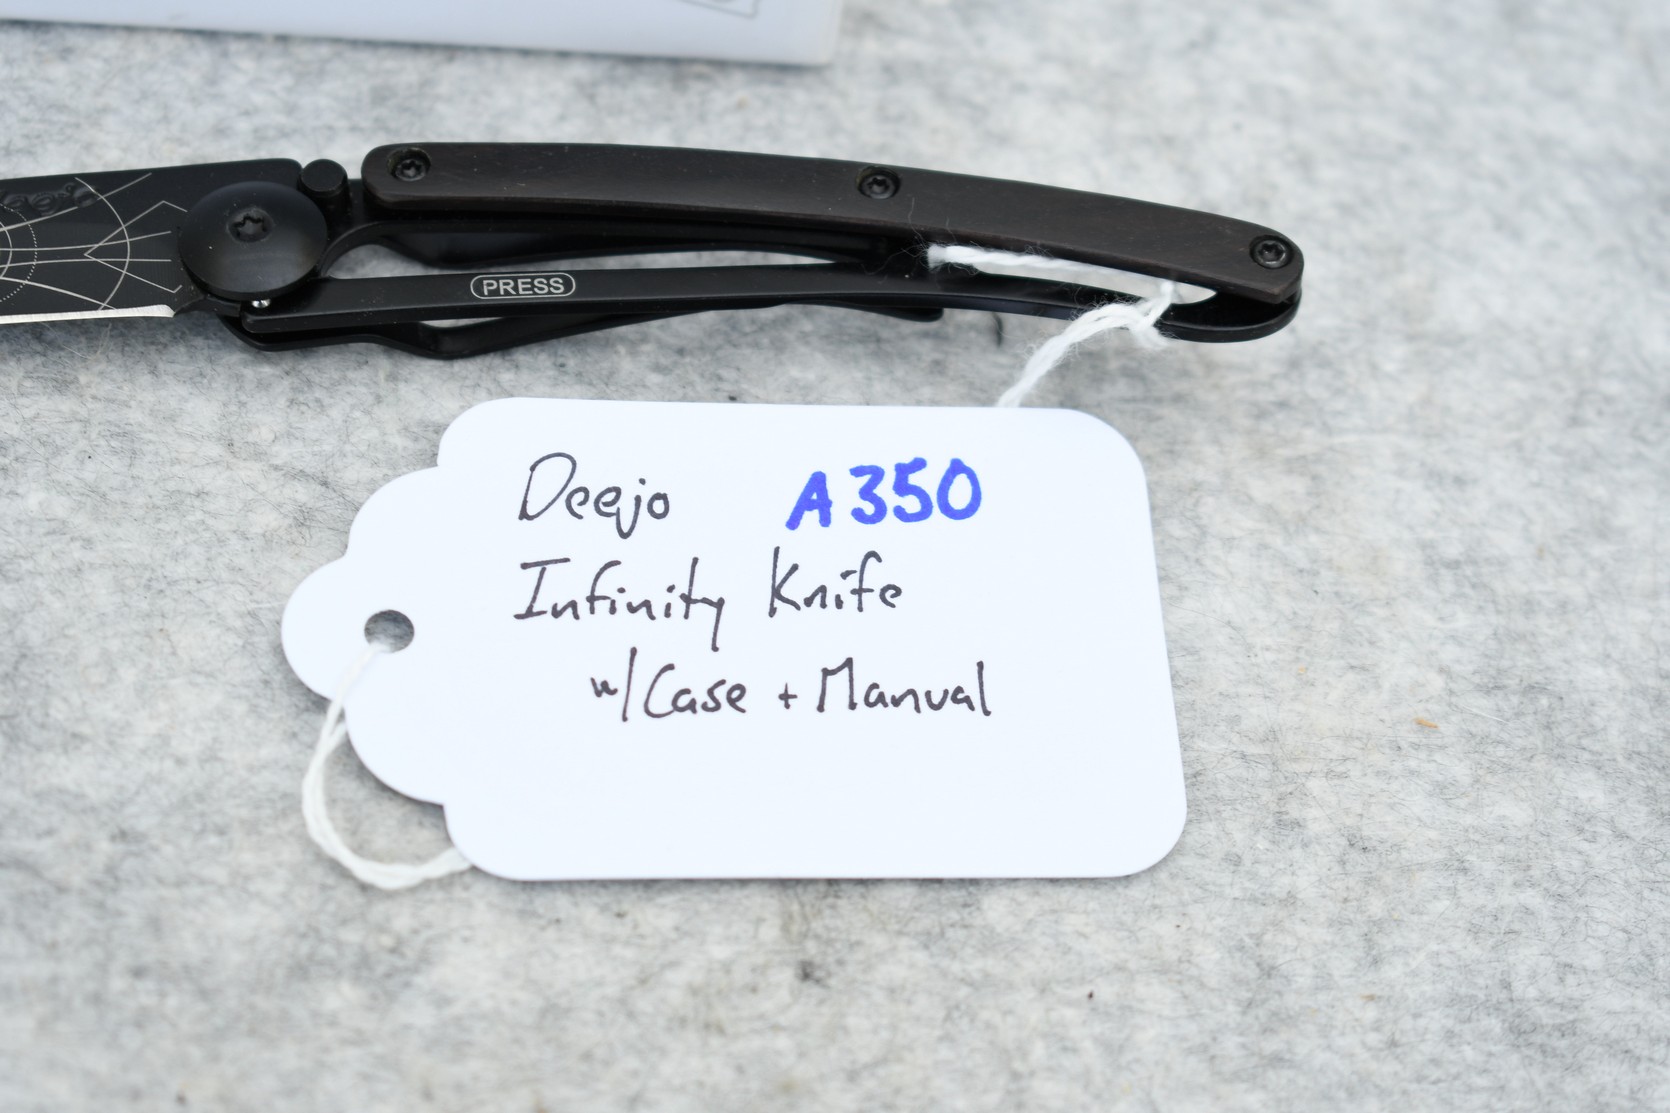 PRESS
Deejo A350
Infinity Knife
w/Case + Manual